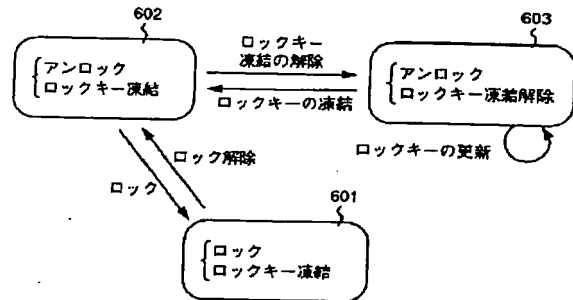 602
アンロック
ロックキー凍結
ロックキー
凍結の解除
ロックキーの凍結
603
アンロック
ロックキー凍結解除
ロックキーの更新
ロック解除
ロック
601
ロック
ロックキー凍結